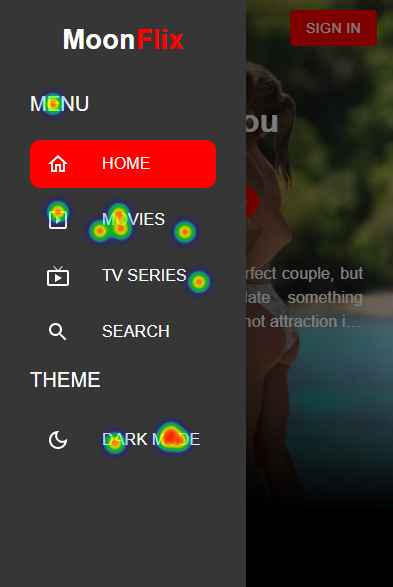 MoonFlix
SIGN IN
MENU
ou
HOME
MOVIES
TV SERIES
rfect couple, but
late something
not attraction i...
SEARCH
THEME
DARK MODE